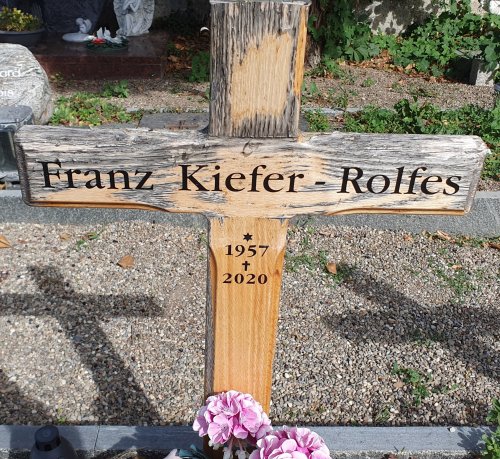 Franz Kiefer - Rolfes
* 1957
✝ 2020